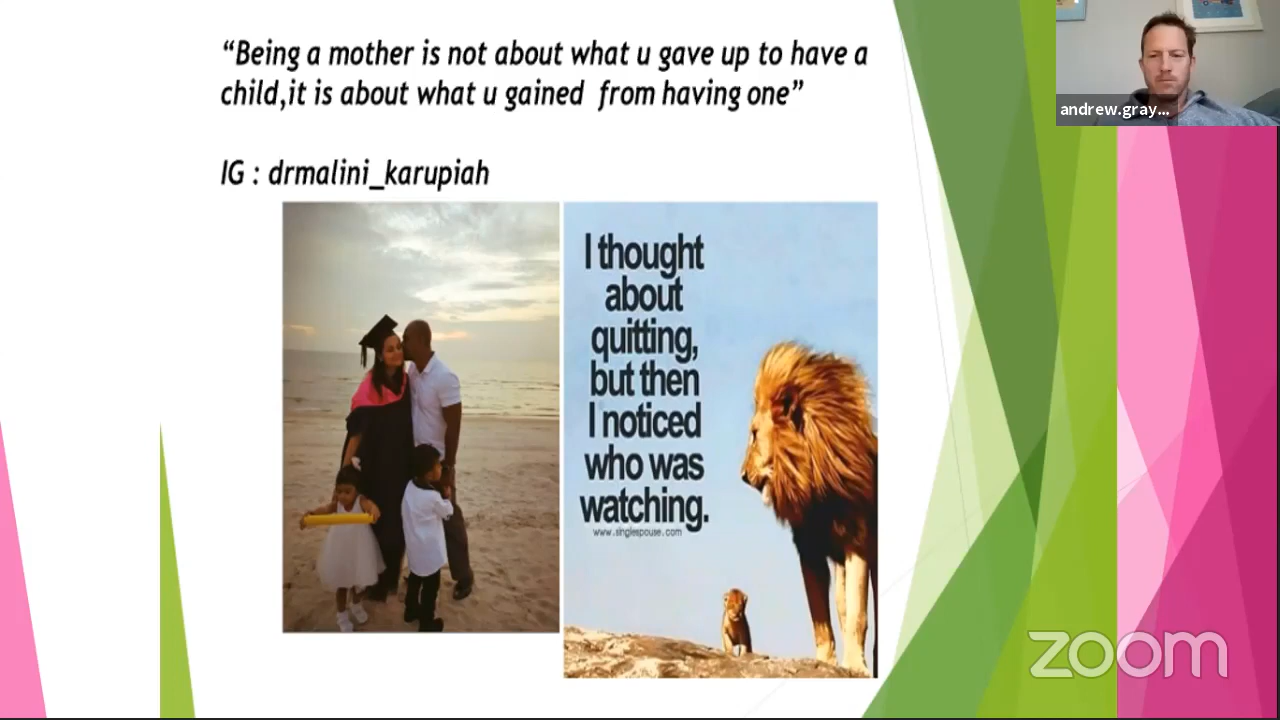 “Being a mother is not about what u gave up to have a
child,it is about what u gained from having one”
IG : drmalini_karupiah
I thought
about
quitting,
but then
I noticed
who was
watching.
www.singlespouse.com
andrew.gray...
zoom